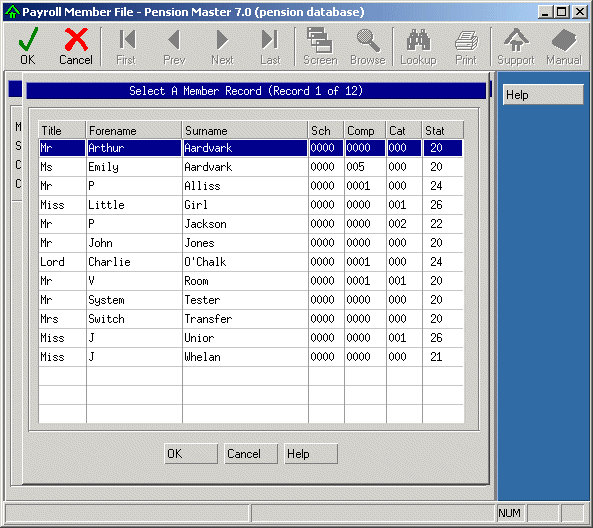 Payroll Member File - Pension Master 7.0 (pension database)
OK Cancel First Prev Next Last Screen Browse Lookup Print Support Manual
Select A Member Record (Record 1 of 12)
Help
M
S
C
C
Title Forename Surname Sch Comp Cat Stat
Mr Arthur Aardvark 0000 0000 000 20
Ms Emily Aardvark 0000 005 000 20
Mr P Alliss 0000 0001 000 24
Miss Little Girl 0000 0000 001 26
Mr P Jackson 0000 0000 002 22
Mr John Jones 0000 0000 000 20
Lord Charlie O'Chalk 0000 0001 000 24
Mr V Room 0000 0001 001 20
Mr System Tester 0000 0000 000 20
Mrs Switch Transfer 0000 0000 000 20
Miss J Unior 0000 0000 001 26
Miss J Whelan 0000 0000 000 21
OK Cancel Help
NUM